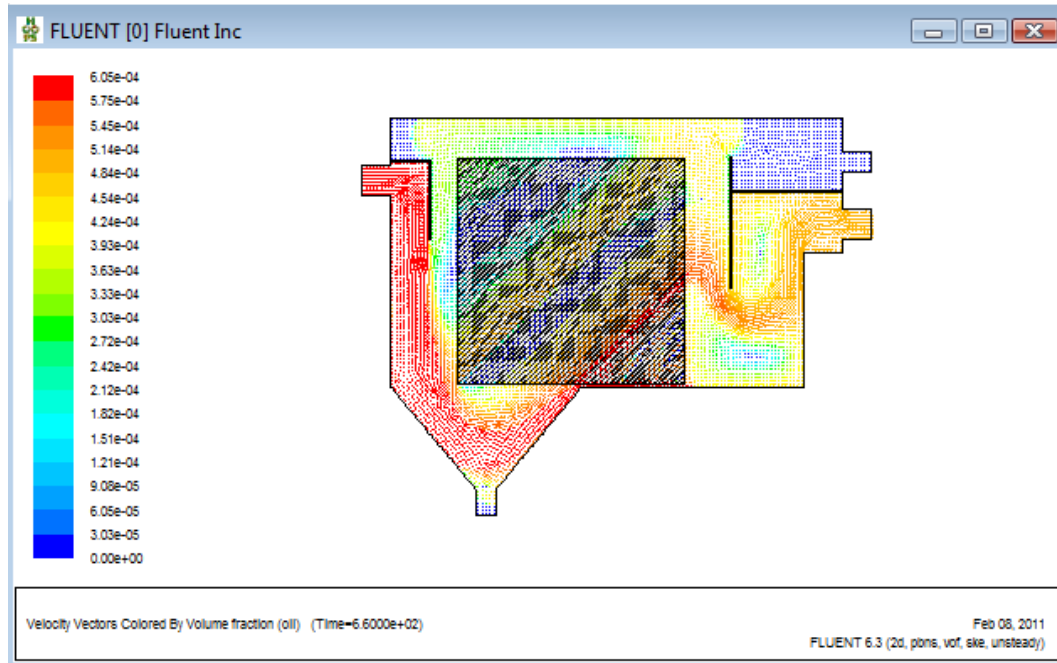 FLUENT [0] Fluent Inc
6.05e-04
5.75e-04
5.45e-04
5.14e-04
4.84e-04
4.54e-04
4.24e-04
3.93e-04
3.63e-04
3.33e-04
3.03e-04
2.72e-04
2.42e-04
2.12e-04
1.82e-04
1.51e-04
1.21e-04
9.08e-05
6.05e-05
3.03e-05
0.00e+00
Velocity Vectors Colored By Volume fraction (oil) (Time=6.6000e+02)
Feb 08, 2011
FLUENT 6.3 (2d, pbns, vof, ske, unsteady)